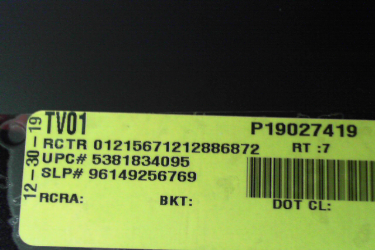 12-30-19
TV01 P19027419
RCTR 01215671212886872 RT :7
UPC# 5381834095
SLP# 96149256769
RCRA: BKT: DOT CL: